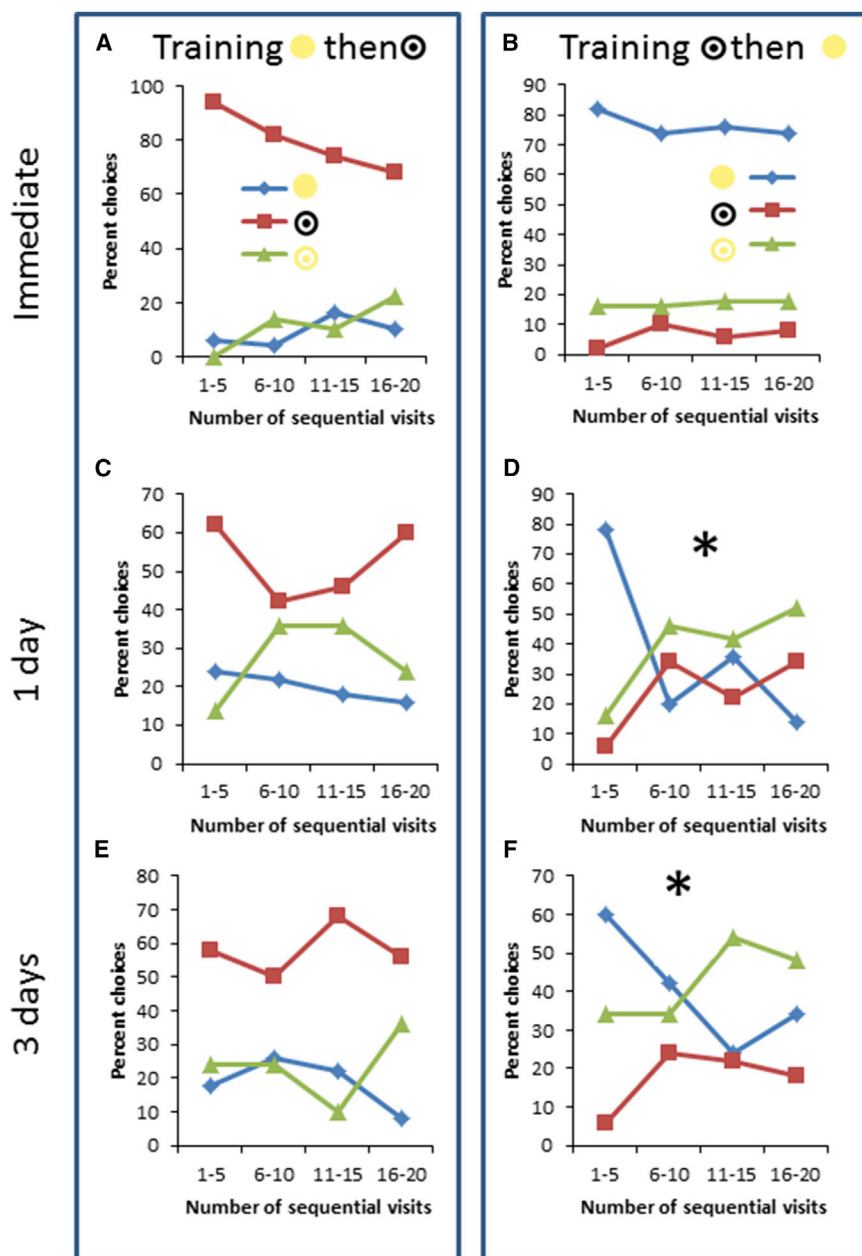 A
Training then
Immediate
Percent choices
100
80
60
40
20
0
1-5 6-10 11-15 16-20
Number of sequential visits
B
Training then
Percent choices
90
80
70
60
50
40
30
20
10
0
1-5 6-10 11-15 16-20
Number of sequential visits
1 day
C
Percent choices
70
60
50
40
30
20
10
0
1-5 6-10 11-15 16-20
Number of sequential visits
D
Percent choices
90
80
70
60
50
40
30
20
10
0
*
1-5 6-10 11-15 16-20
Number of sequential visits
3 days
E
Percent choices
80
70
60
50
40
30
20
10
0
1-5 6-10 11-15 16-20
Number of sequential visits
F
Percent choices
70
60
50
40
30
20
10
0
*
1-5 6-10 11-15 16-20
Number of sequential visits